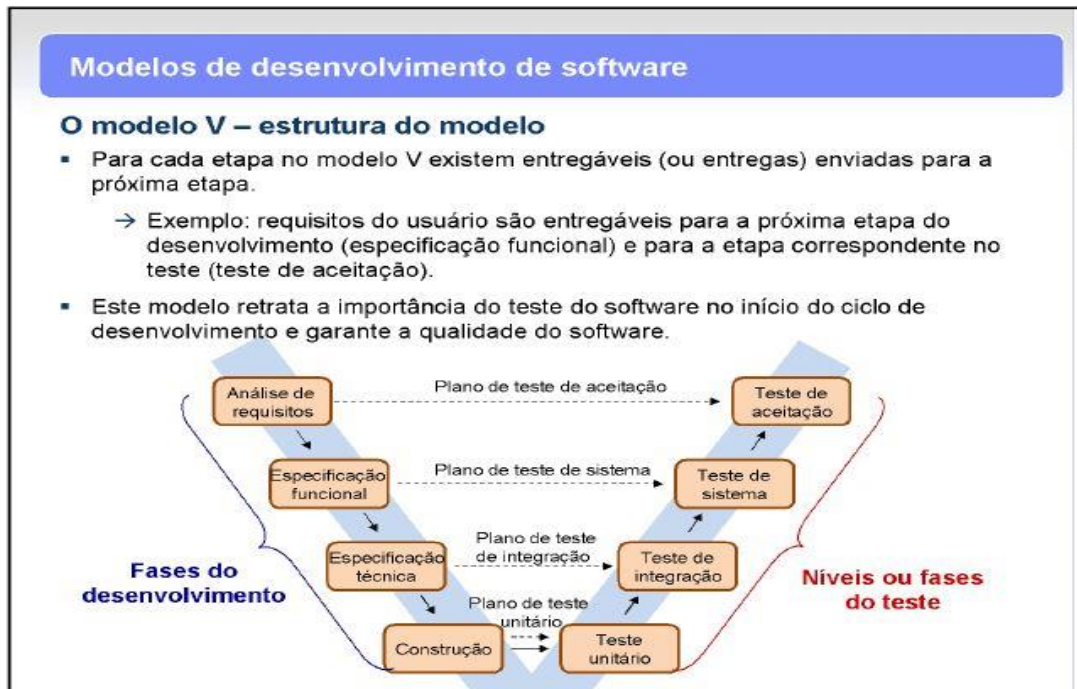 Modelos de desenvolvimento de software
O modelo V – estrutura do modelo
▪ Para cada etapa no modelo V existem entregáveis (ou entregas) enviadas para a
próxima etapa.
→ Exemplo: requisitos do usuário são entregáveis para a próxima etapa do
desenvolvimento (especificação funcional) e para a etapa correspondente no
teste (teste de aceitação).
▪ Este modelo retrata a importância do teste do software no início do ciclo de
desenvolvimento e garante a qualidade do software.
Análise de
requisitos
Plano de teste de aceitação
Teste de
aceitação
Especificação
funcional
Plano de teste de sistema
Teste de
sistema
Especificação
técnica
Plano de teste
de integração
Teste de
integração
Fases do
desenvolvimento
Níveis ou fases
do teste
Plano de teste
unitário
Construção
Teste
unitário